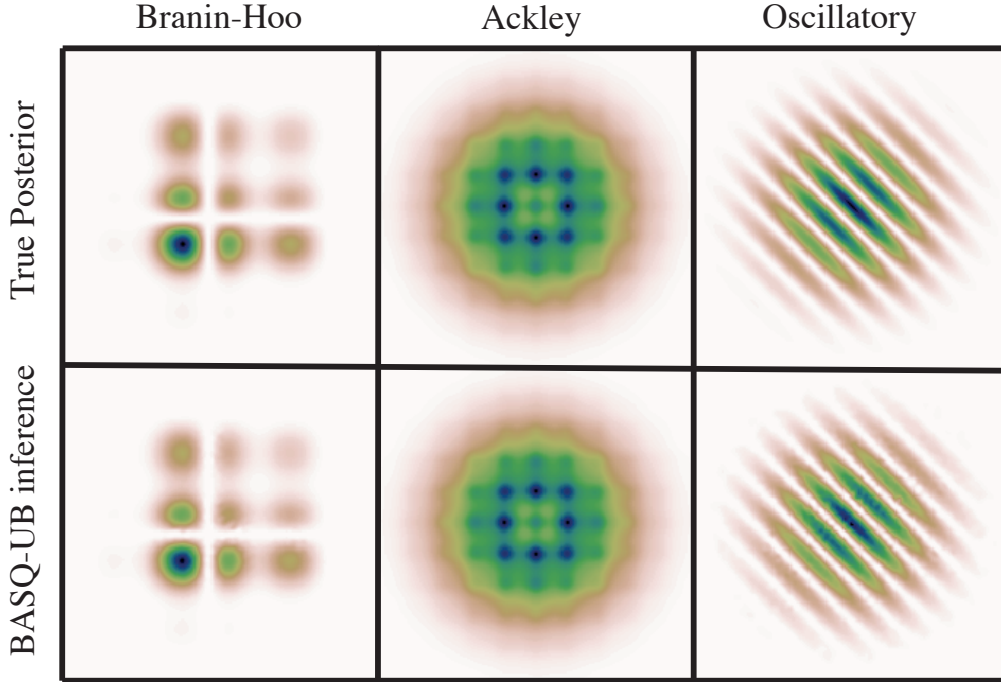 Branin-Hoo
Ackley
Oscillatory
True Posterior
BASQ-UB inference